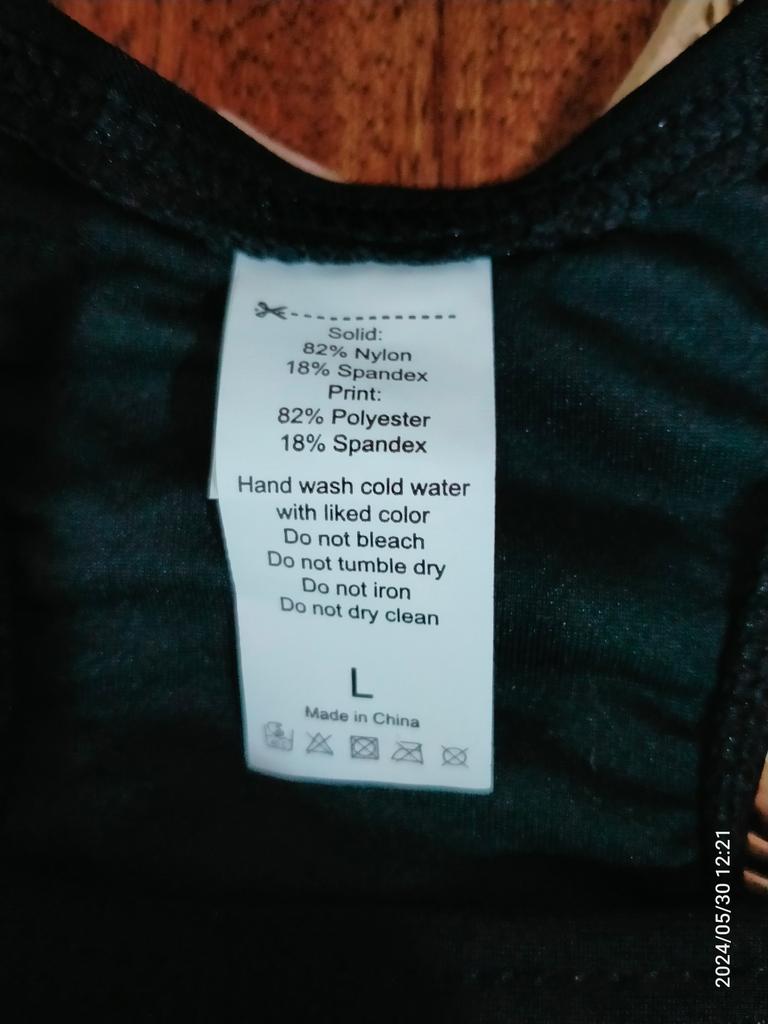 Solid:
82% Nylon
18% Spandex
Print:
82% Polyester
18% Spandex
Hand wash cold water
with liked color
Do not bleach
Do not tumble dry
Do not iron
Do not dry clean
L
Made in China
2024/05/30 12:21